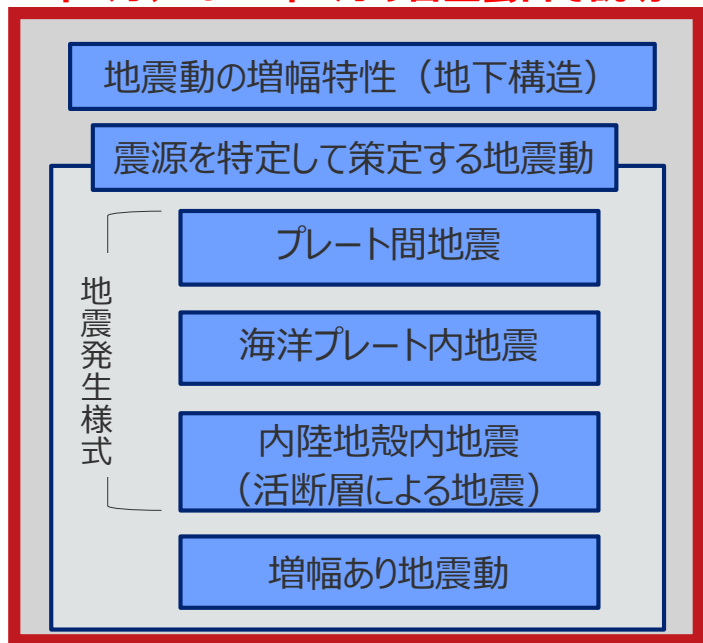 地震動の増幅特性（地下構造）
震源を特定して策定する地震動
プレート間地震
地震発生様式
海洋プレート内地震
内陸地殻内地震
（活断層による地震）
増幅あり地震動